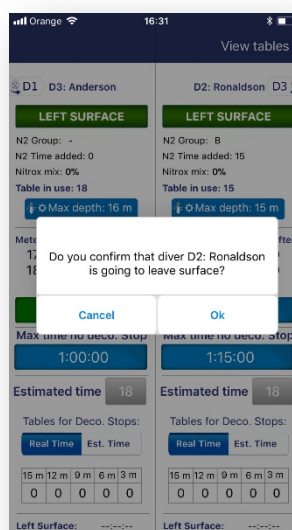 Orange 16:31
View tables
D1 D3: Anderson D2: Ronaldson D3
LEFT SURFACE LEFT SURFACE
N2 Group: - N2 Group: B
N2 Time added: 0 N2 Time added: 15
Nitrox mix: 0% Nitrox mix: 0%
Table in use: 18 Table in use: 15
Max depth: 16 m Max depth: 15 m
Do you confirm that diver D2: Ronaldson
is going to leave surface?
Cancel Ok
Max time no deco. Stop Max time no deco. Stop
1:00:00 1:15:00
Estimated time 18 Estimated time 18
Tables for Deco. Stops: Tables for Deco. Stops:
Real Time Est. Time Real Time Est. Time
15 m 12 m 9 m 6 m 3 m 15 m 12 m 9 m 6 m 3 m
0 0 0 0 0 0 0 0 0 0
Left Surface: --:--:-- Left Surface: --:--:--